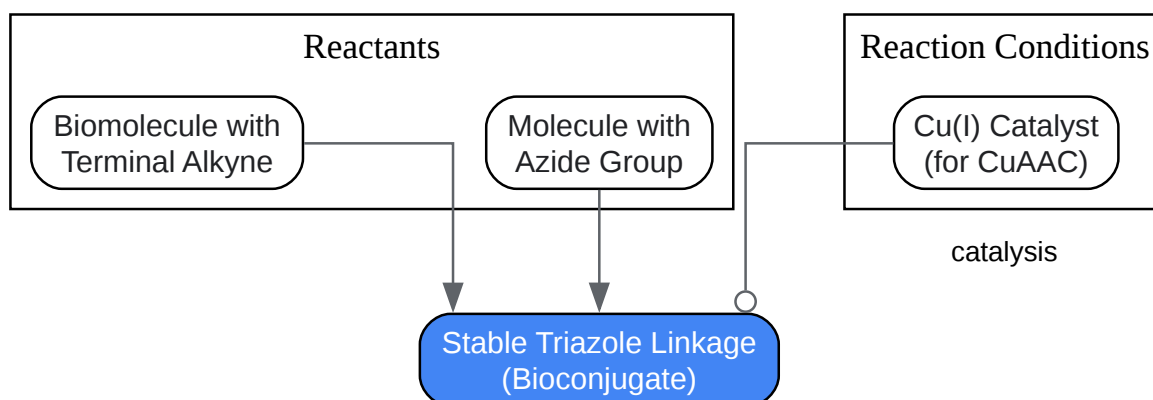 Reactants
Biomolecule with
Terminal Alkyne
Molecule with
Azide Group
Reaction Conditions
Cu(I) Catalyst
(for CuAAC)
catalysis
Stable Triazole Linkage
(Bioconjugate)